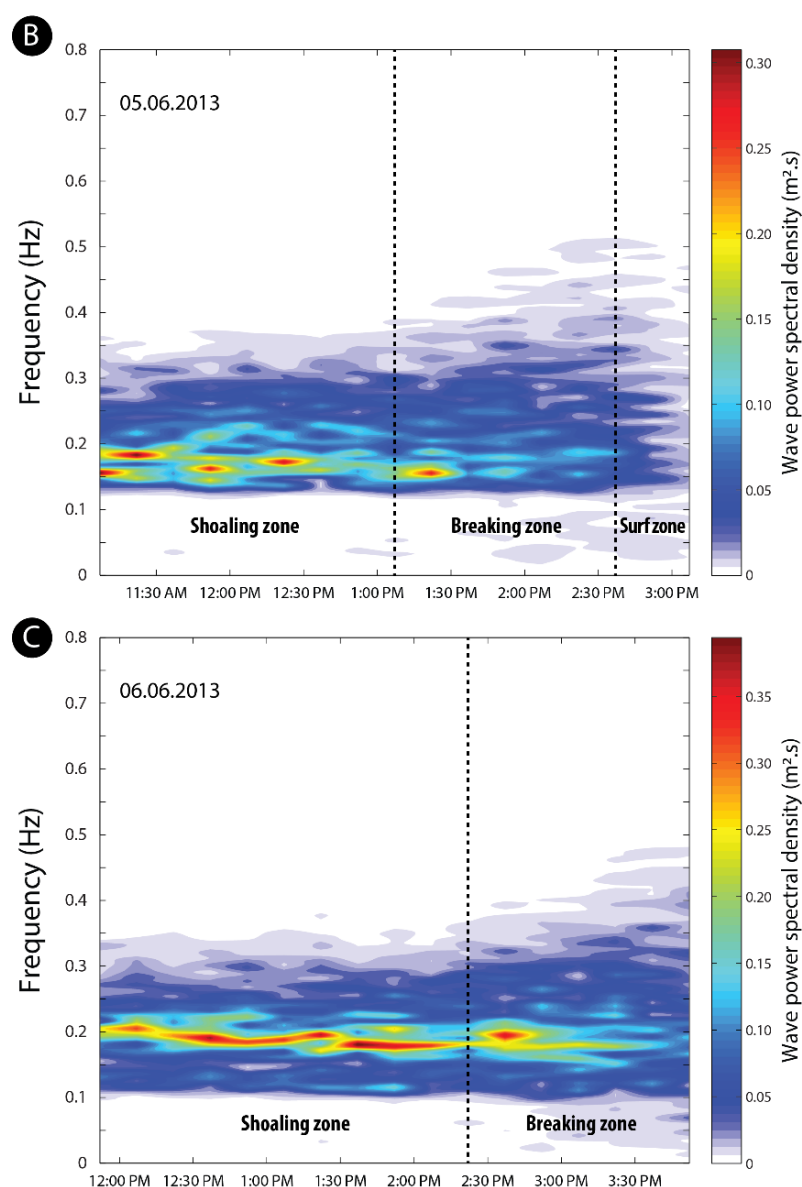 B
0.8
0.7
0.6
0.5
0.4
0.3
0.2
0.1
0
Frequency (Hz)
05.06.2013
Shoaling zone
Breaking zone
Surf zone
11:30 AM 12:00 PM 12:30 PM 1:00 PM 1:30 PM 2:00 PM 2:30 PM 3:00 PM
0.30
0.25
0.20
0.15
0.10
0.05
0
Wave power spectral density (m².s)
C
0.8
0.7
0.6
0.5
0.4
0.3
0.2
0.1
0
Frequency (Hz)
06.06.2013
Shoaling zone
Breaking zone
12:00 PM 12:30 PM 1:00 PM 1:30 PM 2:00 PM 2:30 PM 3:00 PM 3:30 PM
0.35
0.30
0.25
0.20
0.15
0.10
0.05
0
Wave power spectral density (m².s)